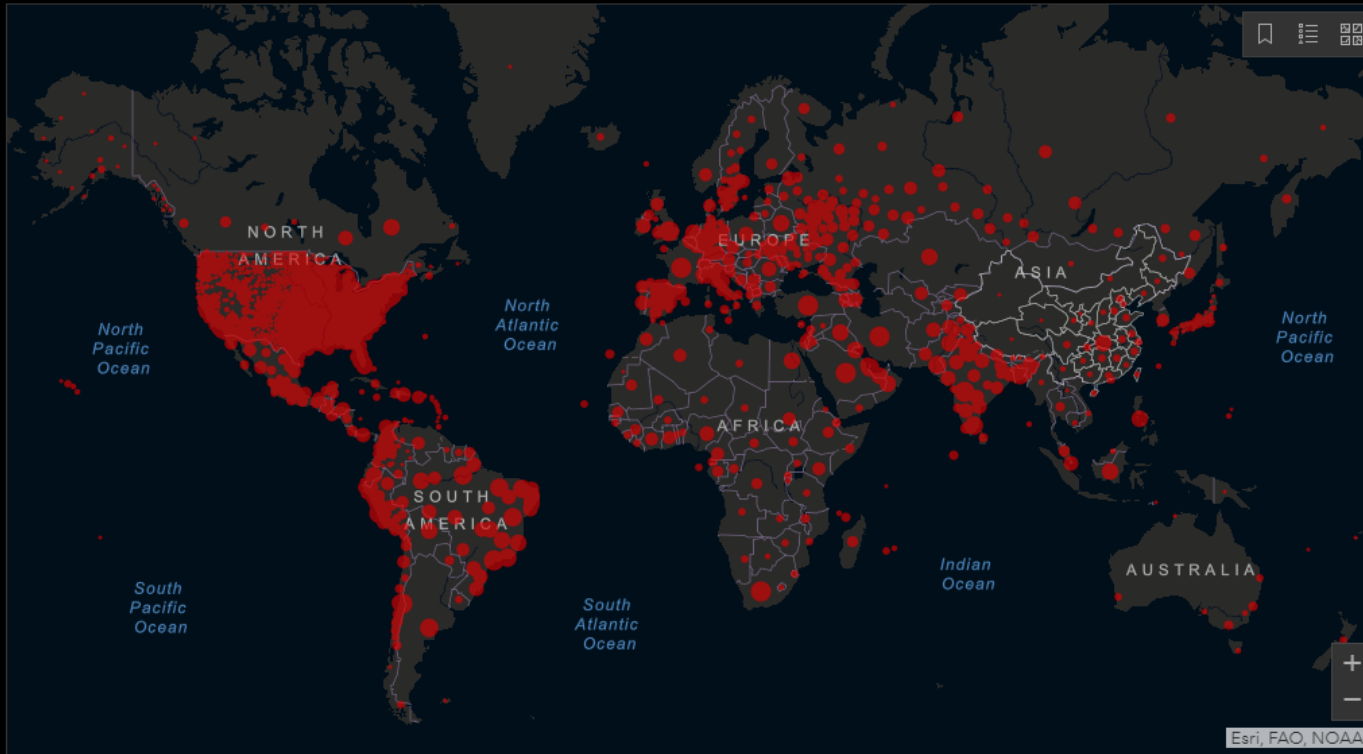 NORTH
AMERICA
EUROPE
ASIA
North
Pacific
Ocean
North
Atlantic
Ocean
North
Pacific
Ocean
AFRICA
SOUTH
AMERICA
Indian
Ocean
AUSTRALIA
South
Pacific
Ocean
South
Atlantic
Ocean
+
−
Esri, FAO, NOAA